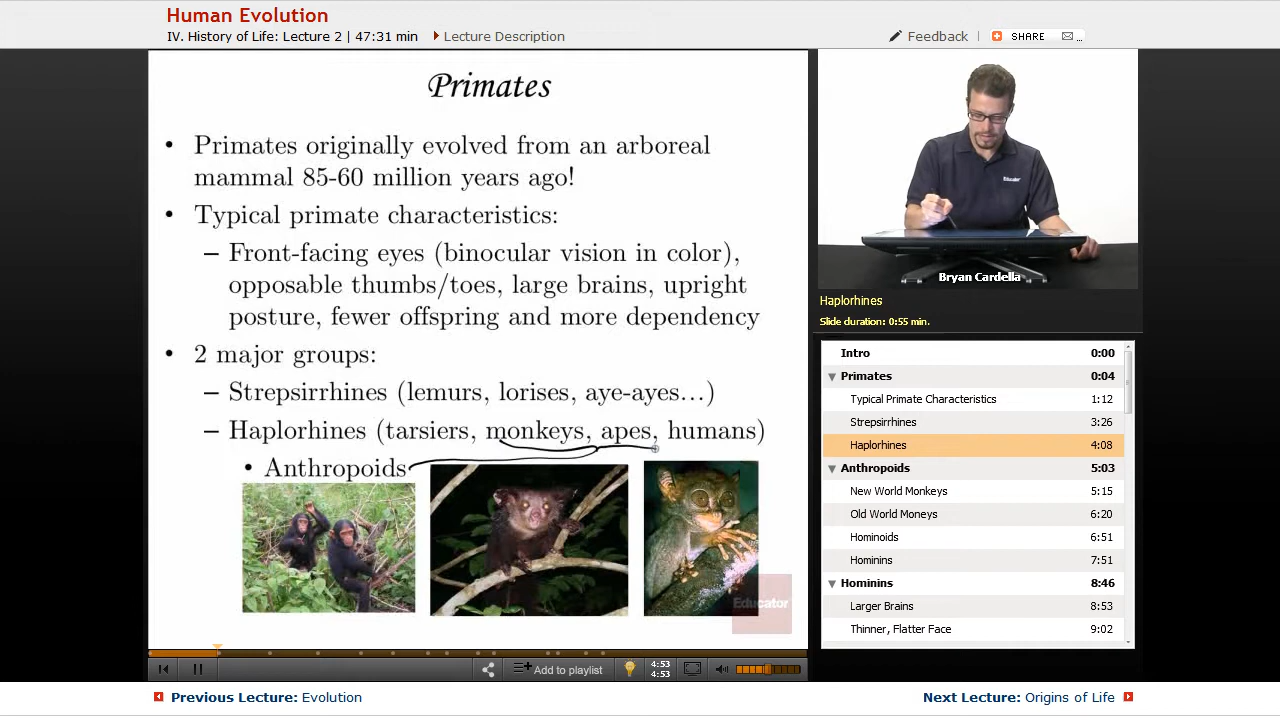 Human Evolution
IV. History of Life: Lecture 2 | 47:31 min
Lecture Description
Feedback
SHARE
...
Primates
• Primates originally evolved from an arboreal
mammal 85-60 million years ago!
• Typical primate characteristics:
– Front-facing eyes (binocular vision in color),
opposable thumbs/toes, large brains, upright
posture, fewer offspring and more dependency
• 2 major groups:
– Strepsirrhines (lemurs, lorises, aye-ayes…)
– Haplorhines (tarsiers, monkeys, apes, humans)
• Anthropoids
Educator
Educator
Bryan Cardella
Haplorhines
Slide duration: 0:55 min.
Intro 0:00
Primates 0:04
Typical Primate Characteristics 1:12
Strepsirrhines 3:26
Haplorhines 4:08
Anthropoids 5:03
New World Monkeys 5:15
Old World Moneys 6:20
Hominoids 6:51
Hominins 7:51
Hominins 8:46
Larger Brains 8:53
Thinner, Flatter Face 9:02
Add to playlist
4:53
4:53
Previous Lecture: Evolution
Next Lecture: Origins of Life